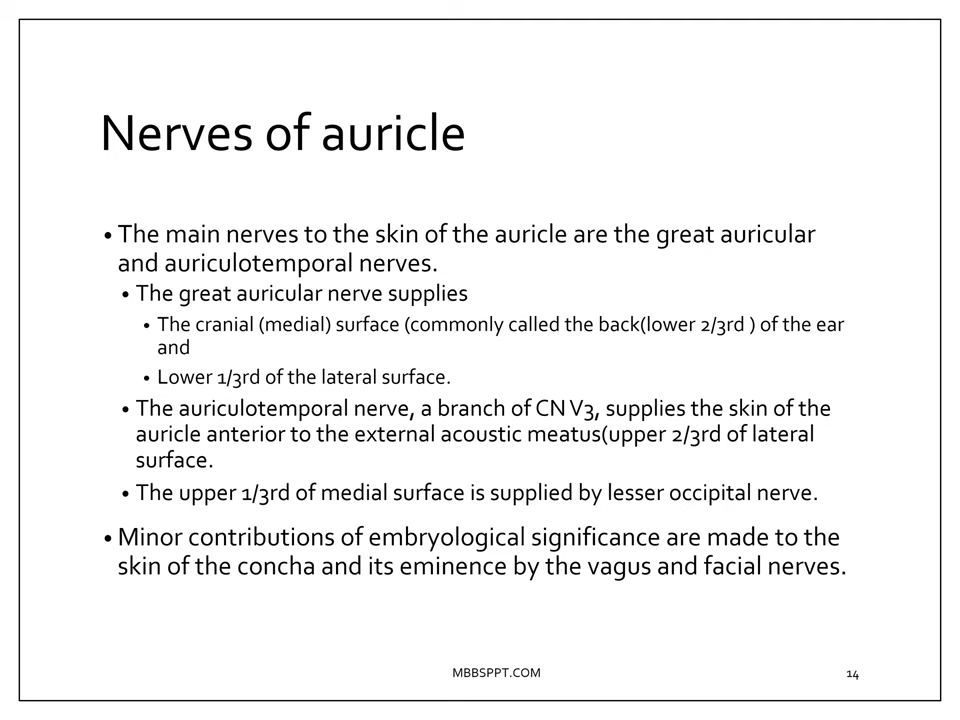 Nerves of auricle
• The main nerves to the skin of the auricle are the great auricular
and auriculotemporal nerves.
• The great auricular nerve supplies
• The cranial (medial) surface (commonly called the back(lower 2/3rd ) of the ear
and
• Lower 1/3rd of the lateral surface.
• The auriculotemporal nerve, a branch of CN V3, supplies the skin of the
auricle anterior to the external acoustic meatus(upper 2/3rd of lateral
surface.
• The upper 1/3rd of medial surface is supplied by lesser occipital nerve.
• Minor contributions of embryological significance are made to the
skin of the concha and its eminence by the vagus and facial nerves.
MBBSPPT.COM
14